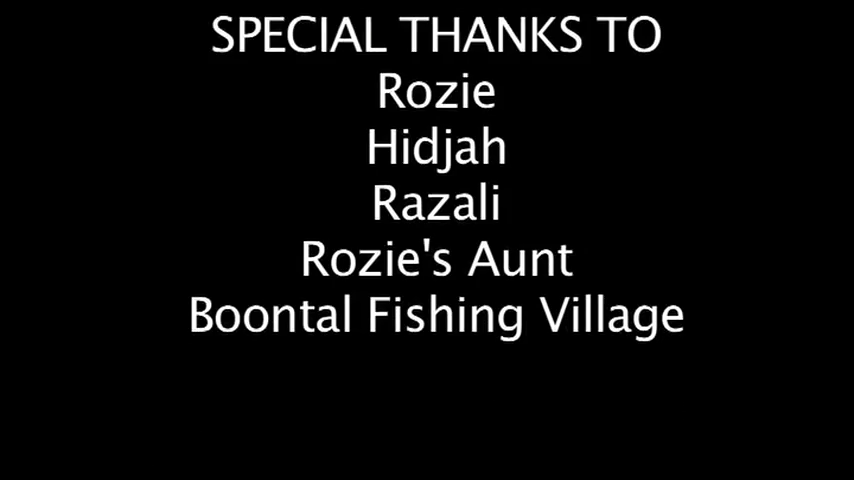 SPECIAL THANKS TO
Rozie
Hidjah
Razali
Rozie's Aunt
Boontal Fishing Village